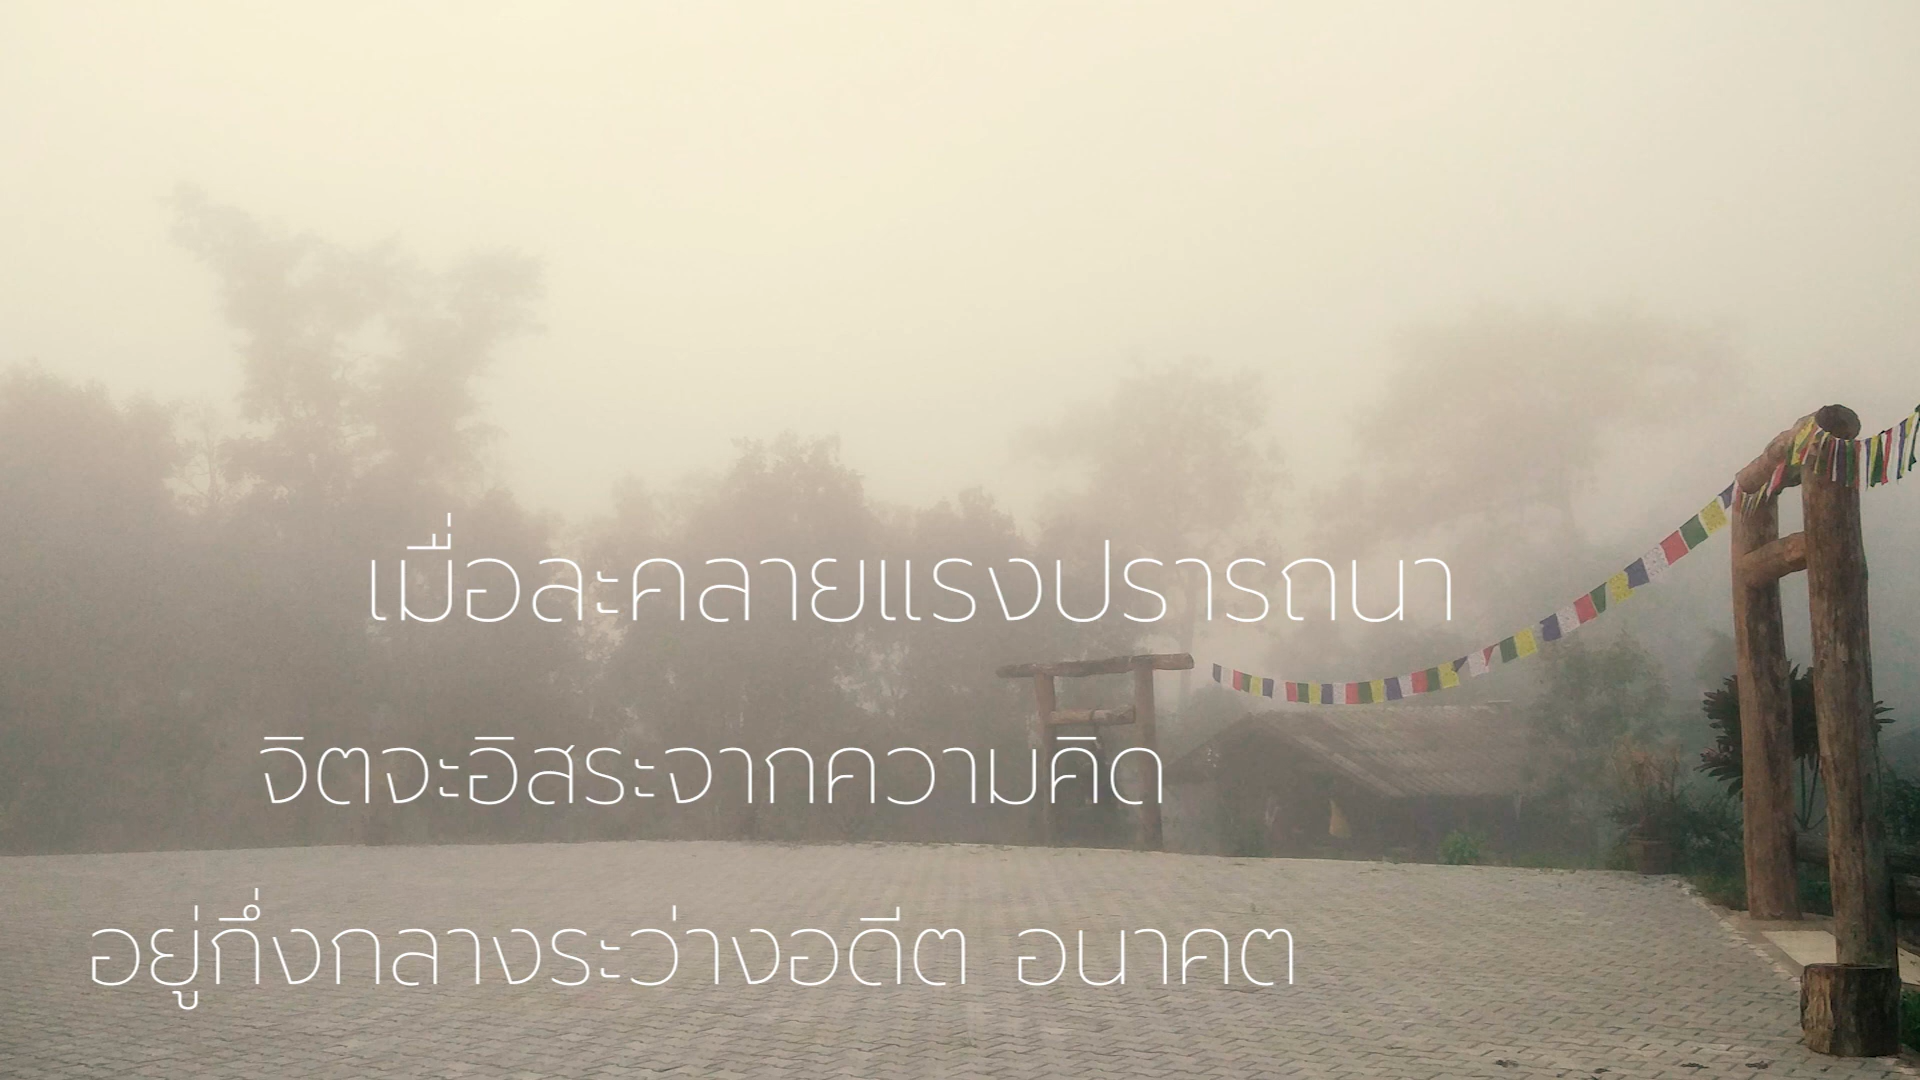 เมื่อละคลายแรงปรารถนา
จิตจะอิสระจากความคิด
อยู่กึ่งกลางระหว่างอดีต อนาคต